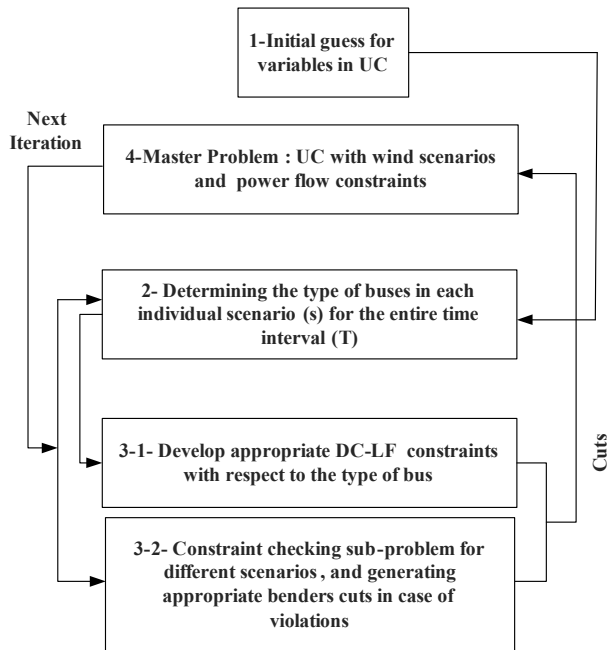 1-Initial guess for
variables in UC
Next
Iteration
4-Master Problem : UC with wind scenarios
and power flow constraints
2- Determining the type of buses in each
individual scenario (s) for the entire time
interval (T)
3-1- Develop appropriate DC-LF constraints
with respect to the type of bus
Cuts
3-2- Constraint checking sub-problem for
different scenarios , and generating
appropriate benders cuts in case of
violations